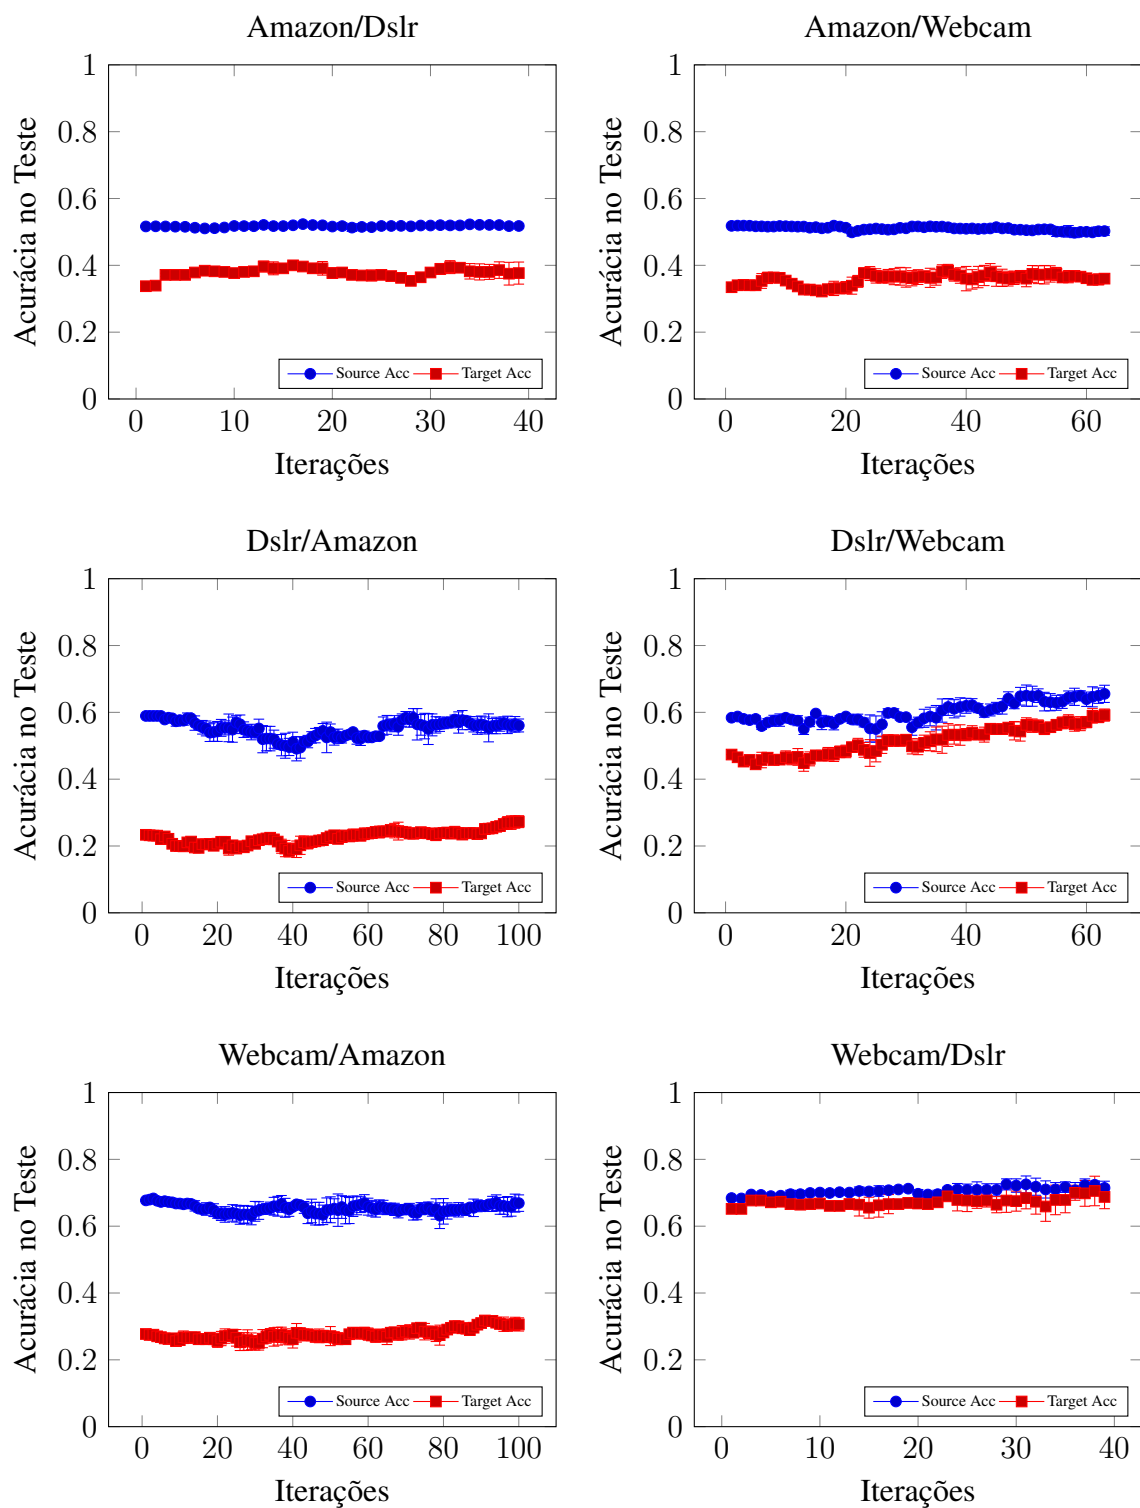 Amazon/Dslr
Acurácia no Teste
1
0.8
0.6
0.4
0.2
0
Source Acc Target Acc
0 10 20 30 40
Iterações
Amazon/Webcam
Acurácia no Teste
1
0.8
0.6
0.4
0.2
0
Source Acc Target Acc
0 20 40 60
Iterações
Dslr/Amazon
Acurácia no Teste
1
0.8
0.6
0.4
0.2
0
Source Acc Target Acc
0 20 40 60 80 100
Iterações
Dslr/Webcam
Acurácia no Teste
1
0.8
0.6
0.4
0.2
0
Source Acc Target Acc
0 20 40 60
Iterações
Webcam/Amazon
Acurácia no Teste
1
0.8
0.6
0.4
0.2
0
Source Acc Target Acc
0 20 40 60 80 100
Iterações
Webcam/Dslr
Acurácia no Teste
1
0.8
0.6
0.4
0.2
0
Source Acc Target Acc
0 10 20 30 40
Iterações